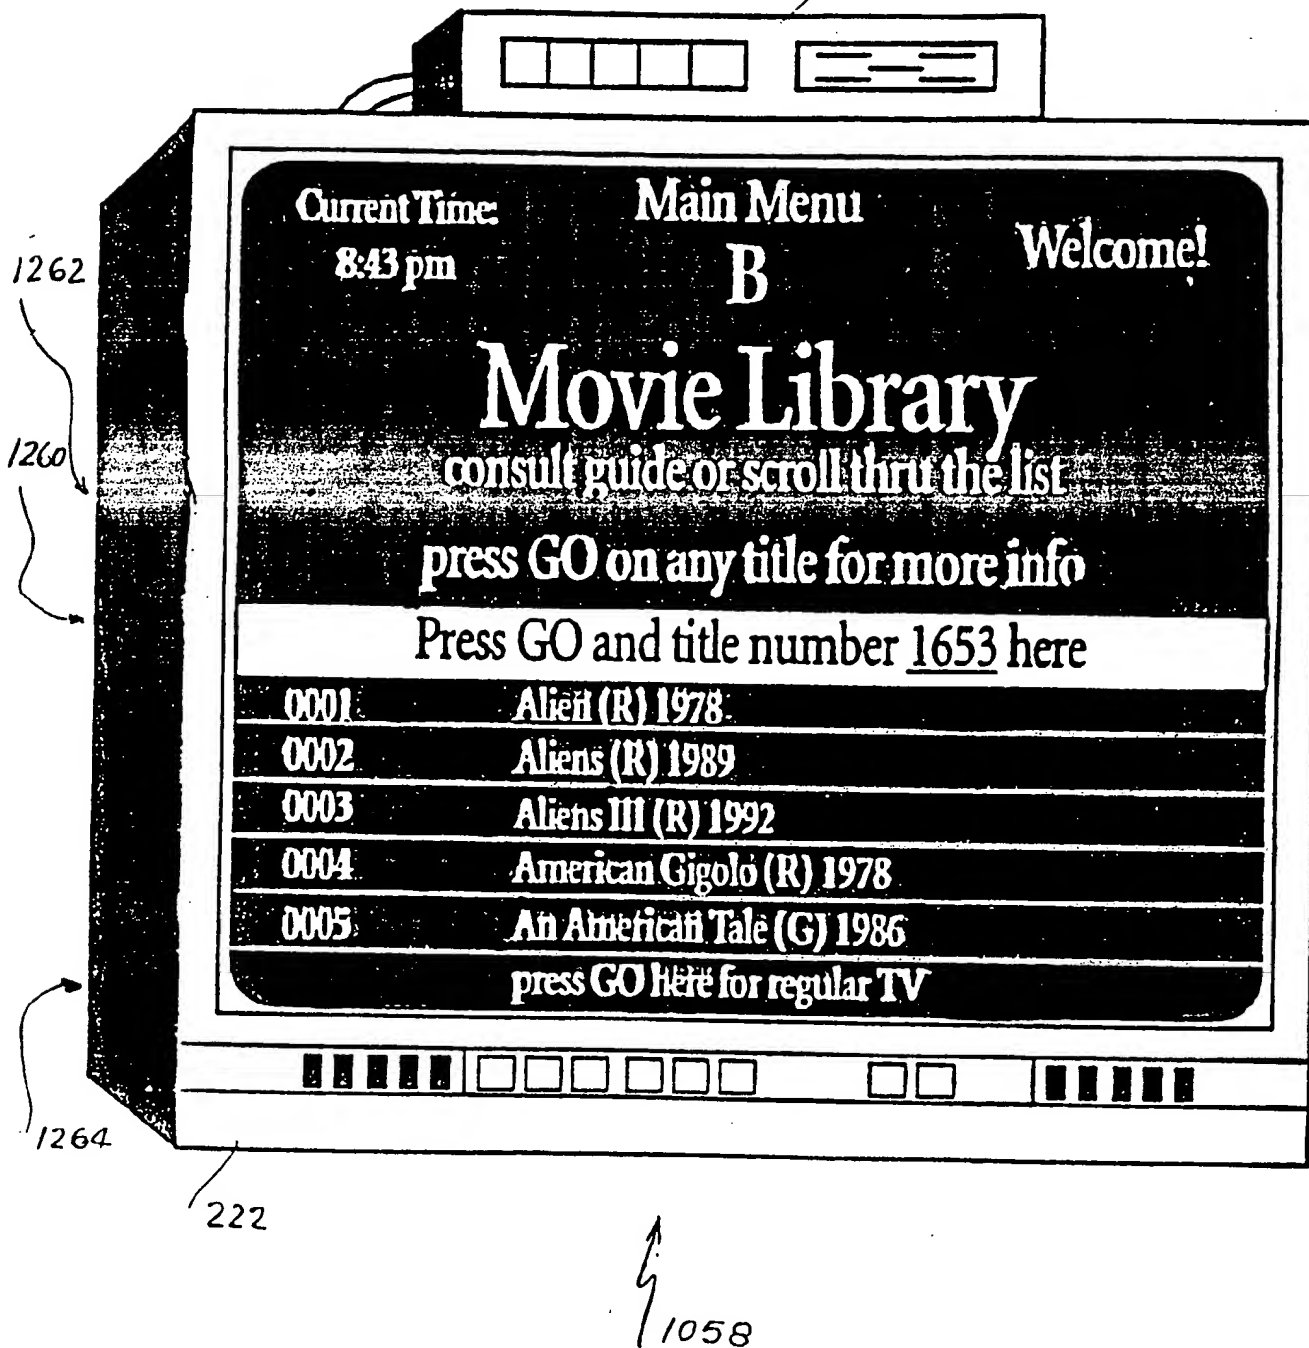 Current Time:
8:43 pm
Main Menu
B
Welcome!
Movie Library
consult guide or scroll thru the list
press GO on any title for more info
Press GO and title number 1653 here
0001 Alien (R) 1978
0002 Aliens (R) 1989
0003 Aliens III (R) 1992
0004 American Gigolo (R) 1978
0005 An American Tale (G) 1986
press GO here for regular TV
1262
1260
1264
222
1058